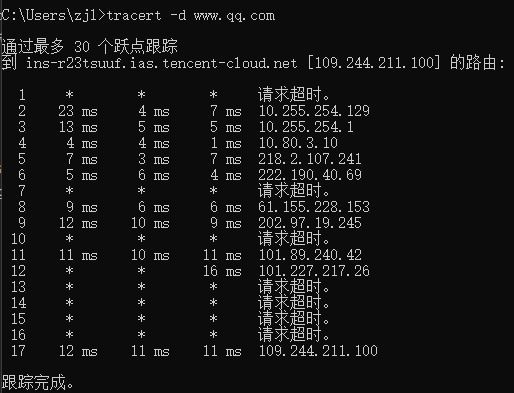 C:\Users\zjl>tracert -d www.qq.com
通过最多 30 个跃点跟踪
到 ins-r23tsuuf.ias.tencent-cloud.net [109.244.211.100] 的路由:
1 * * * 请求超时。
2 23 ms 4 ms 7 ms 10.255.254.129
3 13 ms 5 ms 5 ms 10.255.254.1
4 4 ms 4 ms 1 ms 10.80.3.10
5 7 ms 3 ms 7 ms 218.2.107.241
6 5 ms 6 ms 4 ms 222.190.40.69
7 * * * 请求超时。
8 9 ms 6 ms 6 ms 61.155.228.153
9 12 ms 10 ms 9 ms 202.97.19.245
10 * * * 请求超时。
11 11 ms 10 ms 11 ms 101.89.240.42
12 * * 16 ms 101.227.217.26
13 * * * 请求超时。
14 * * * 请求超时。
15 * * * 请求超时。
16 * * * 请求超时。
17 12 ms 11 ms 11 ms 109.244.211.100
跟踪完成。